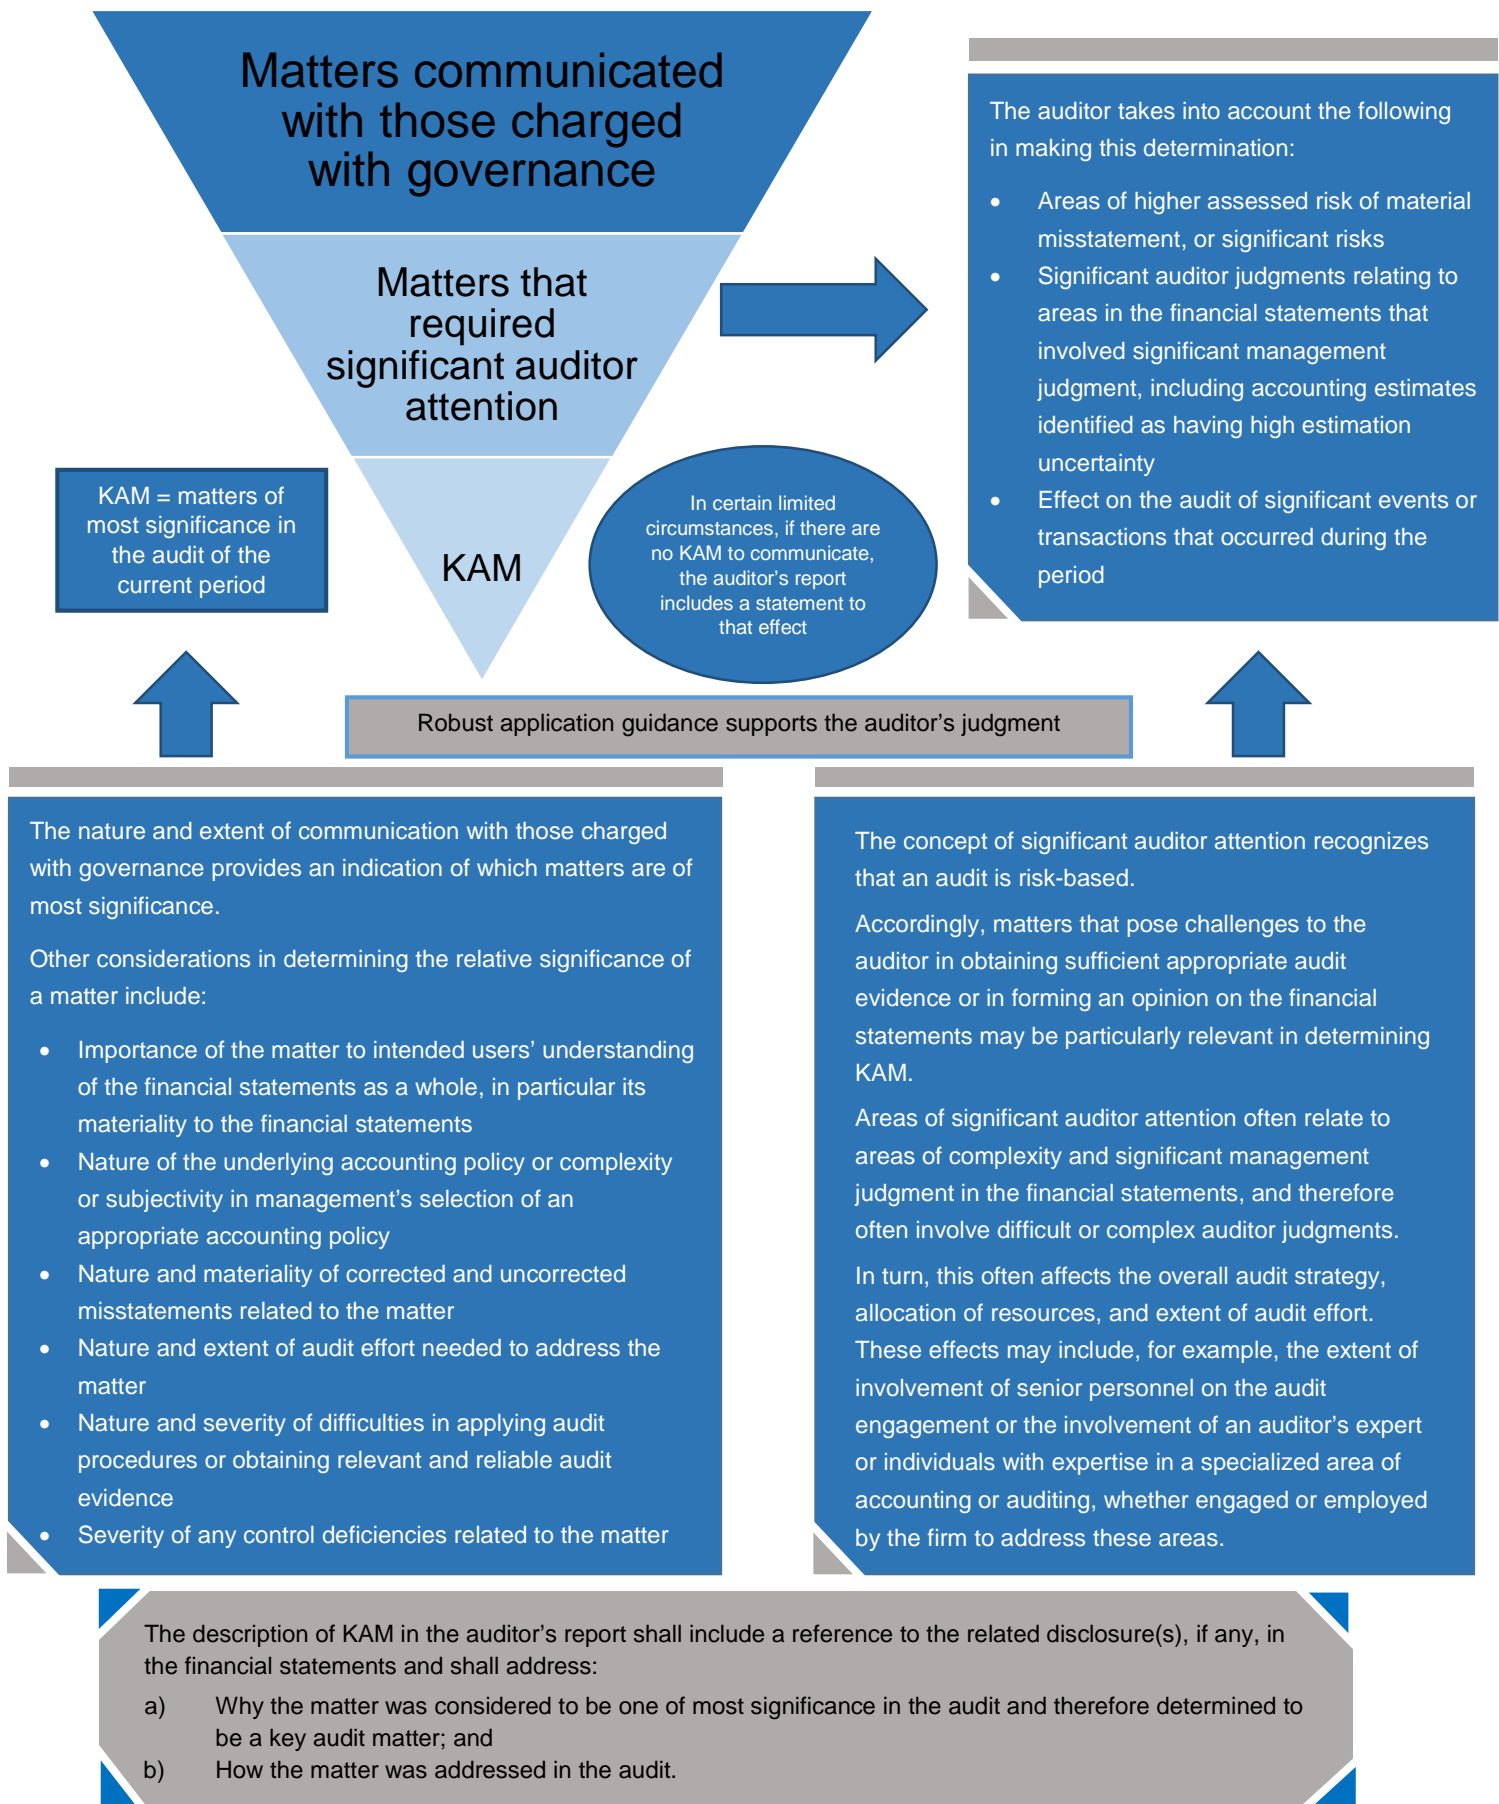 Matters communicated
with those charged
with governance
Matters that
required
significant auditor
attention
KAM
The auditor takes into account the following
in making this determination:
• Areas of higher assessed risk of material
misstatement, or significant risks
• Significant auditor judgments relating to
areas in the financial statements that
involved significant management
judgment, including accounting estimates
identified as having high estimation
uncertainty
• Effect on the audit of significant events or
transactions that occurred during the
period
KAM = matters of
most significance in
the audit of the
current period
In certain limited
circumstances, if there are
no KAM to communicate,
the auditor’s report
includes a statement to
that effect
Robust application guidance supports the auditor’s judgment
The nature and extent of communication with those charged
with governance provides an indication of which matters are of
most significance.
Other considerations in determining the relative significance of
a matter include:
• Importance of the matter to intended users’ understanding
of the financial statements as a whole, in particular its
materiality to the financial statements
• Nature of the underlying accounting policy or complexity
or subjectivity in management’s selection of an
appropriate accounting policy
• Nature and materiality of corrected and uncorrected
misstatements related to the matter
• Nature and extent of audit effort needed to address the
matter
• Nature and severity of difficulties in applying audit
procedures or obtaining relevant and reliable audit
evidence
• Severity of any control deficiencies related to the matter
The concept of significant auditor attention recognizes
that an audit is risk-based.
Accordingly, matters that pose challenges to the
auditor in obtaining sufficient appropriate audit
evidence or in forming an opinion on the financial
statements may be particularly relevant in determining
KAM.
Areas of significant auditor attention often relate to
areas of complexity and significant management
judgment in the financial statements, and therefore
often involve difficult or complex auditor judgments.
In turn, this often affects the overall audit strategy,
allocation of resources, and extent of audit effort.
These effects may include, for example, the extent of
involvement of senior personnel on the audit
engagement or the involvement of an auditor’s expert
or individuals with expertise in a specialized area of
accounting or auditing, whether engaged or employed
by the firm to address these areas.
The description of KAM in the auditor’s report shall include a reference to the related disclosure(s), if any, in
the financial statements and shall address:
a) Why the matter was considered to be one of most significance in the audit and therefore determined to
be a key audit matter; and
b) How the matter was addressed in the audit.